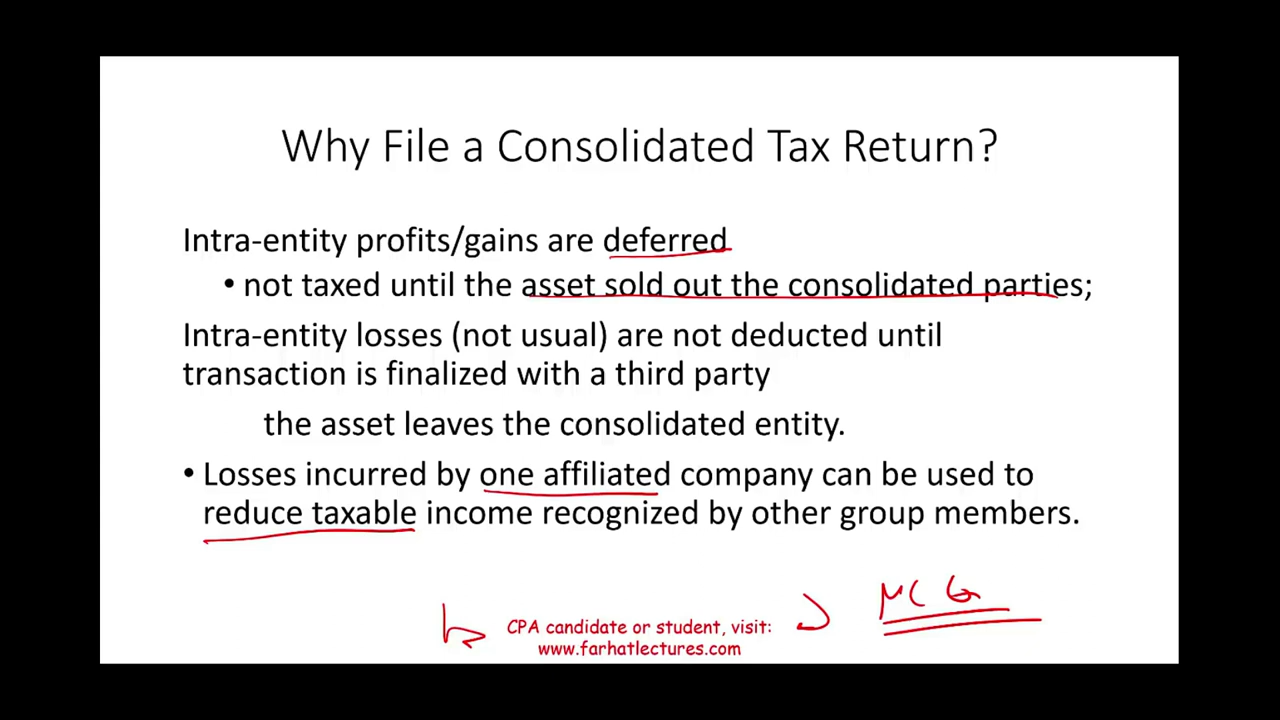 Why File a Consolidated Tax Return?
Intra-entity profits/gains are deferred
• not taxed until the asset sold out the consolidated parties;
Intra-entity losses (not usual) are not deducted until
transaction is finalized with a third party
the asset leaves the consolidated entity.
• Losses incurred by one affiliated company can be used to
reduce taxable income recognized by other group members.
CPA candidate or student, visit:
www.farhatlectures.com